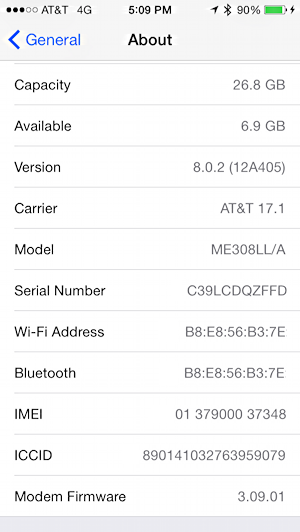 AT&T 4G 5:09 PM 90%
General About
Capacity 26.8 GB
Available 6.9 GB
Version 8.0.2 (12A405)
Carrier AT&T 17.1
Model ME308LL/A
Serial Number C39LCDQZFFD
Wi-Fi Address B8:E8:56:B3:7E
Bluetooth B8:E8:56:B3:7E
IMEI 01 379000 37348
ICCID 890141032763959079
Modem Firmware 3.09.01